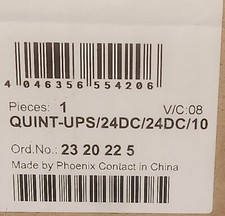 4 046356 554206
Pieces: 1 V/C:08
QUINT-UPS/24DC/24DC/10
Ord.No.: 23 20 22 5
Made by Phoenix Contact in China